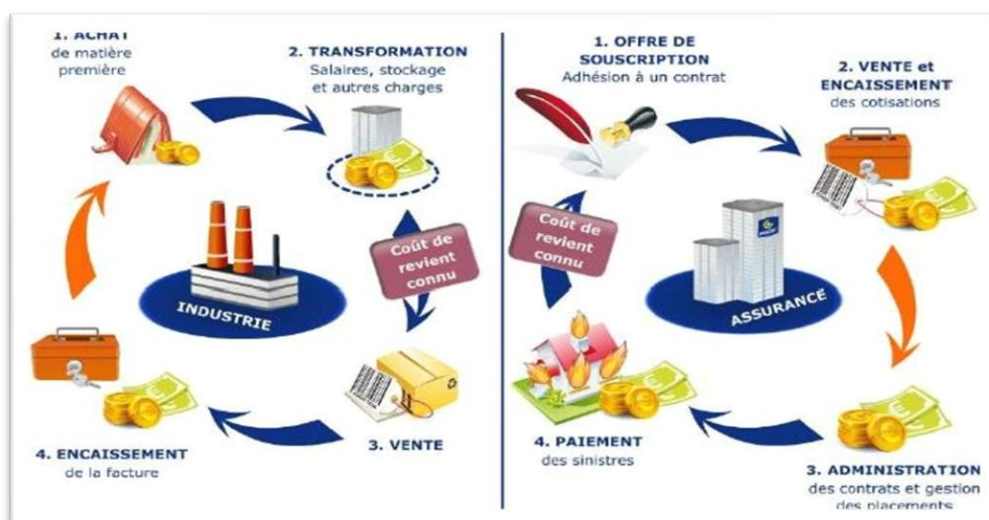 1. ACHAT
de matière
première
2. TRANSFORMATION
Salaires, stockage
et autres charges
Coût de
revient
connu
INDUSTRIE
3. VENTE
4. ENCAISSEMENT
de la facture
1. OFFRE DE
SOUSCRIPTION
Adhésion à un contrat
2. VENTE et
ENCAISSEMENT
des cotisations
Coût de
revient
connu
ASSURANCE
3. ADMINISTRATION
des contrats et gestion
des placements
4. PAIEMENT
des sinistres